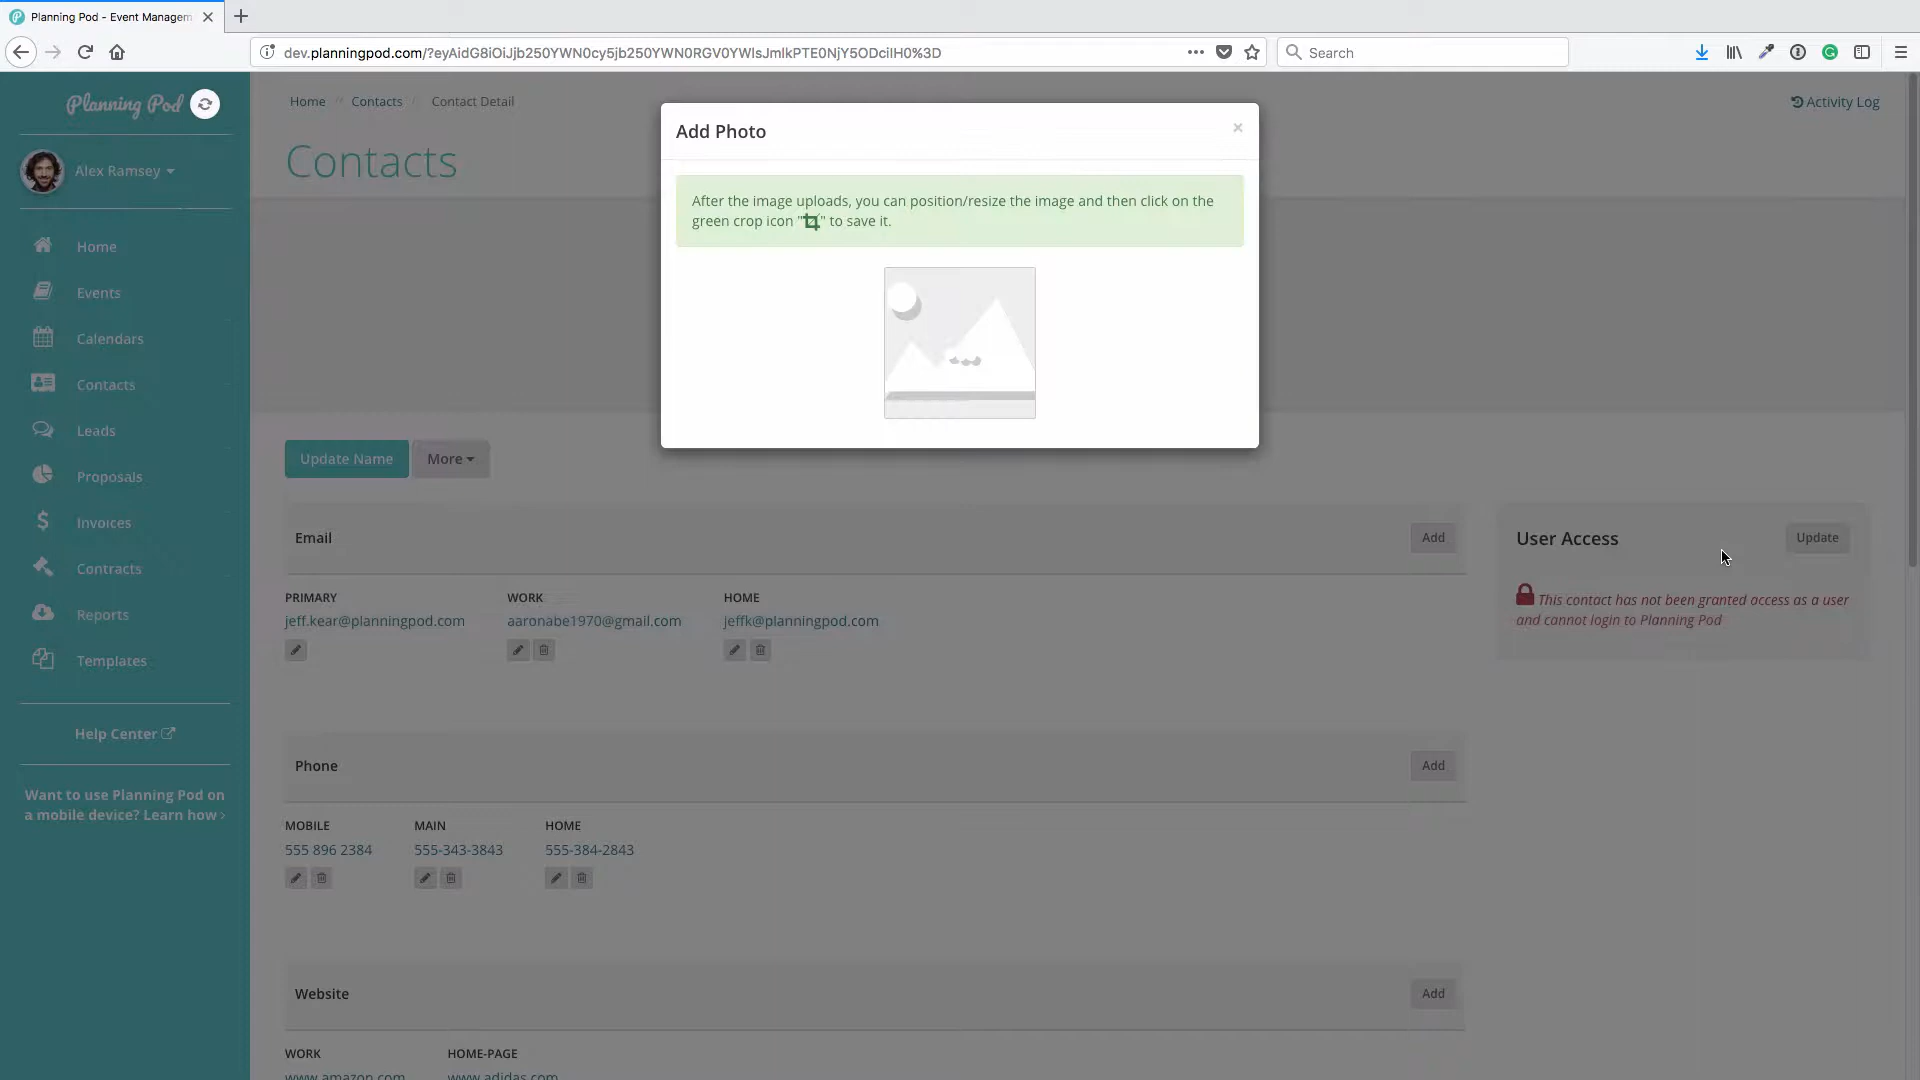 Planning Pod - Event Managem
dev.planningpod.com/?eyAidG8iOiJjb250YWN0cy5jb250YWN0RGV0YWlsJmlkPTE0NjY5ODciIH0%3D
Search
Planning Pod
Alex Ramsey
Home
Events
Calendars
Contacts
Leads
Proposals
Invoices
Contracts
Reports
Templates
Help Center
Want to use Planning Pod on
a mobile device? Learn how ›
Home // Contacts / Contact Detail
Activity Log
Contacts
Add Photo
×
After the image uploads, you can position/resize the image and then click on the
green crop icon "" to save it.
Update Name
More
Email
Add
PRIMARY WORK HOME
jeff.kear@planningpod.com aaronabe1970@gmail.com jeffk@planningpod.com
User Access
Update
This contact has not been granted access as a user
and cannot login to Planning Pod
Phone
Add
MOBILE MAIN HOME
555 896 2384 555-343-3843 555-384-2843
Website
Add
WORK HOME-PAGE
www.amazon.com www.adidas.com